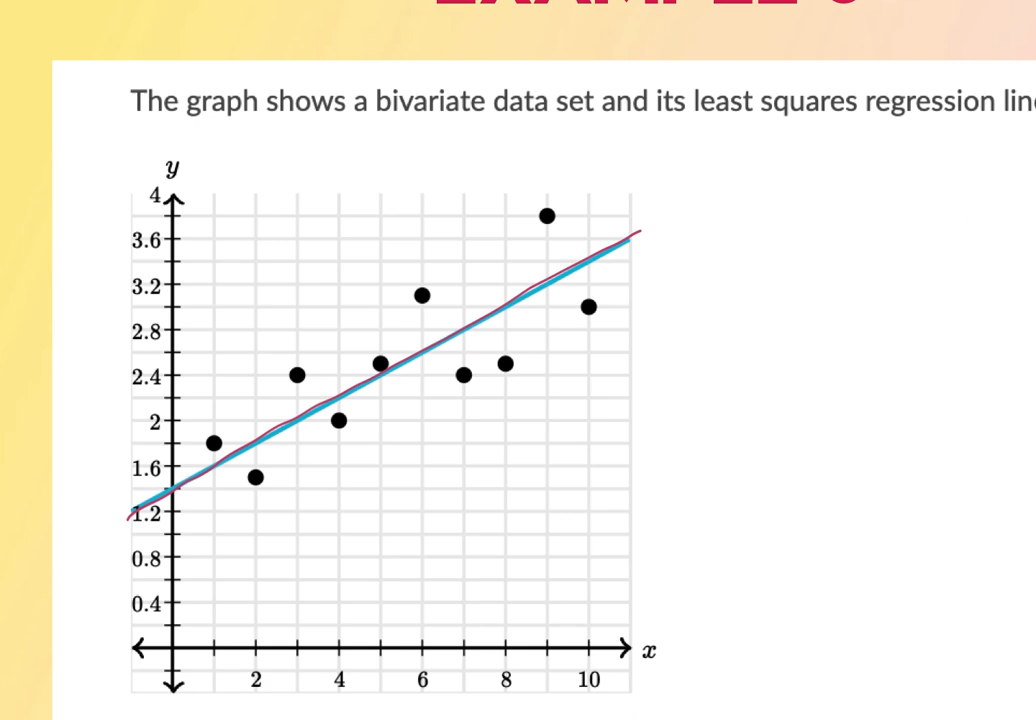 The graph shows a bivariate data set and its least squares regression
y
4
3.6
3.2
2.8
2.4
2
1.6
1.2
0.8
0.4
x
2 4 6 8 10